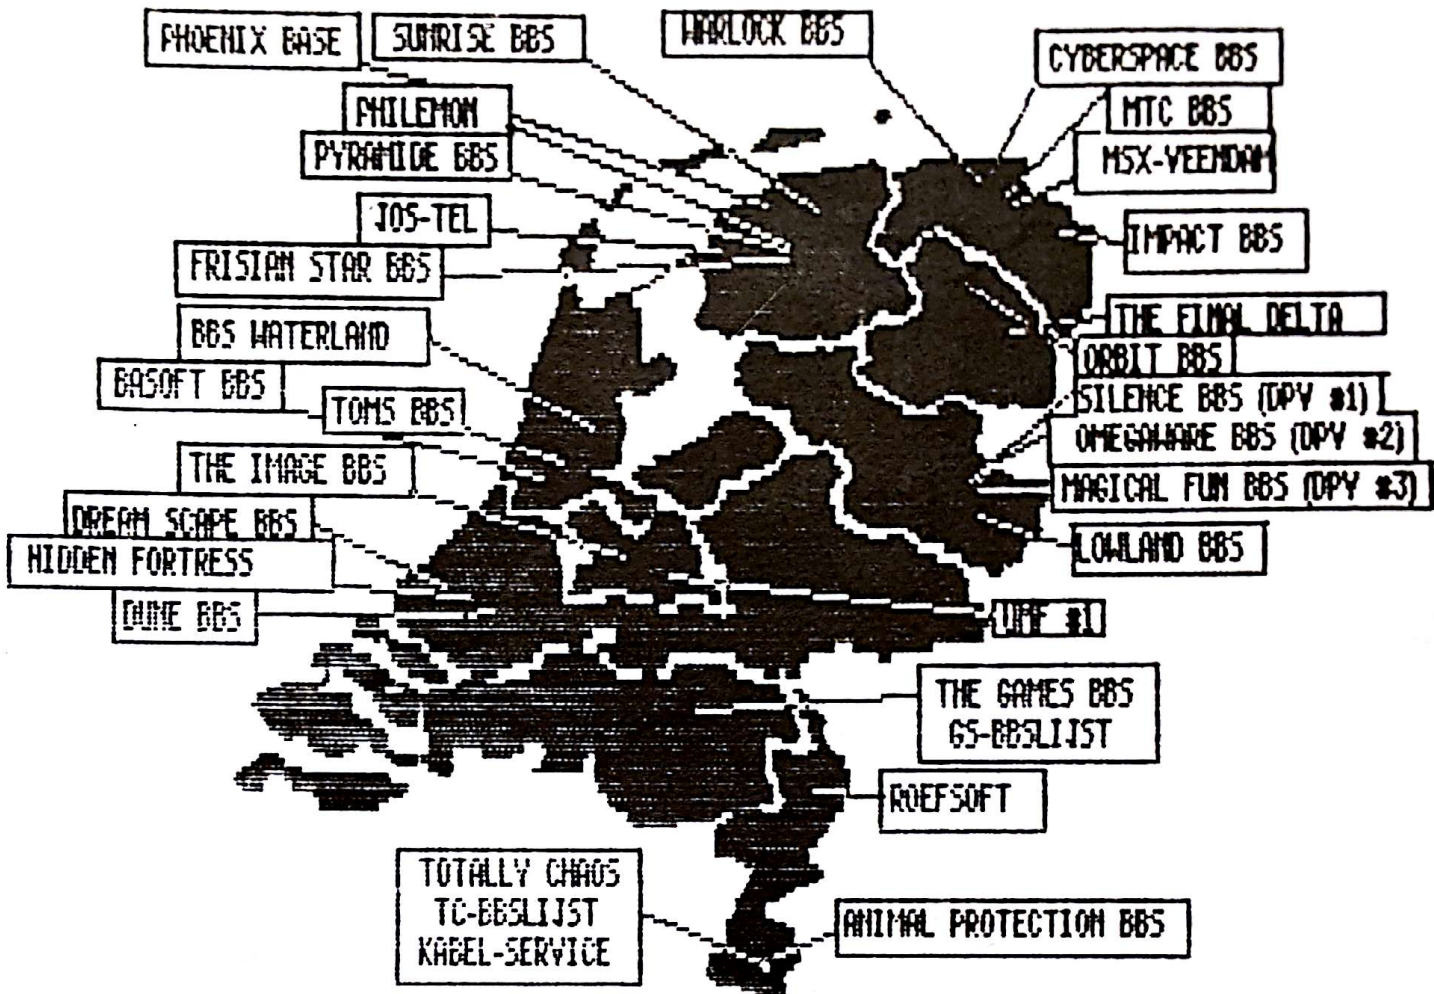 PHOENIX BASE
SUNRISE BBS
WARLOCK BBS
CYBERSPACE BBS
PHILEMON
MTC BBS
PYRAMIDE BBS
MSX-VEENDAM
JOS-TEL
IMPACT BBS
FRISIAN STAR BBS
BBS WATERLAND
THE FINAL DELTA
ORBIT BBS
BASOFT BBS
TOMS BBS
SILENCE BBS (DPV #1)
OMEGAWARE BBS (DPV #2)
THE IMAGE BBS
MAGICAL FUN BBS (DPV #3)
DREAM SCAPE BBS
LOWLAND BBS
HIDDEN FORTRESS
DUNE BBS
#1
THE GAMES BBS
GS-BBSLIJST
ROEFSOFT
TOTALLY CHAOS
TC-BBSLIJST
KABEL-SERVICE
ANIMAL PROTECTION BBS